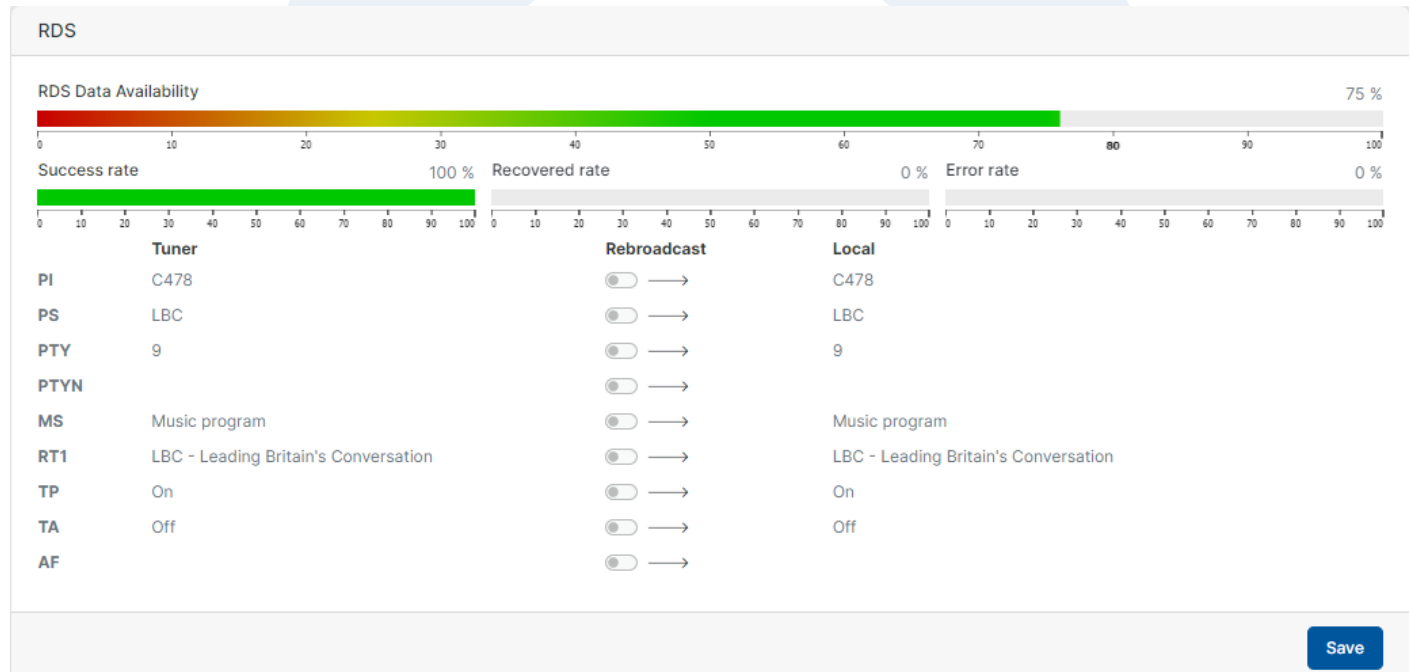 RDS
RDS Data Availability 75 %
0 10 20 30 40 50 60 70 80 90 100
Success rate 100 % Recovered rate 0 % Error rate 0 %
0 10 20 30 40 50 60 70 80 90 100 0 10 20 30 40 50 60 70 80 90 100 0 10 20 30 40 50 60 70 80 90 100
Tuner Rebroadcast Local
PI C478 C478
PS LBC LBC
PTY 9 9
PTYN
MS Music program Music program
RT1 LBC - Leading Britain's Conversation LBC - Leading Britain's Conversation
TP On On
TA Off Off
AF
Save